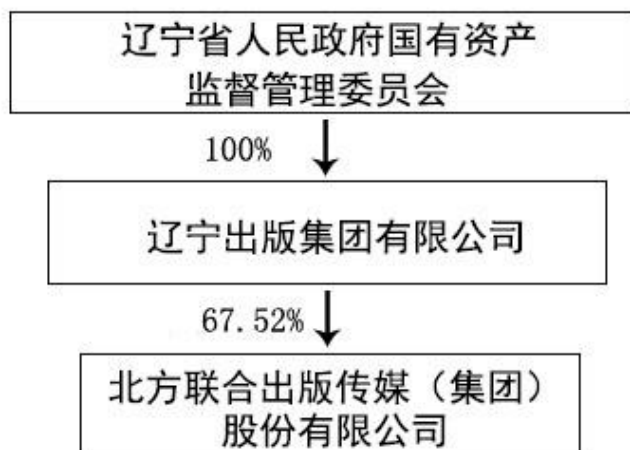 辽宁省人民政府国有资产
监督管理委员会
100%
辽宁出版集团有限公司
67.52%
北方联合出版传媒（集团）
股份有限公司